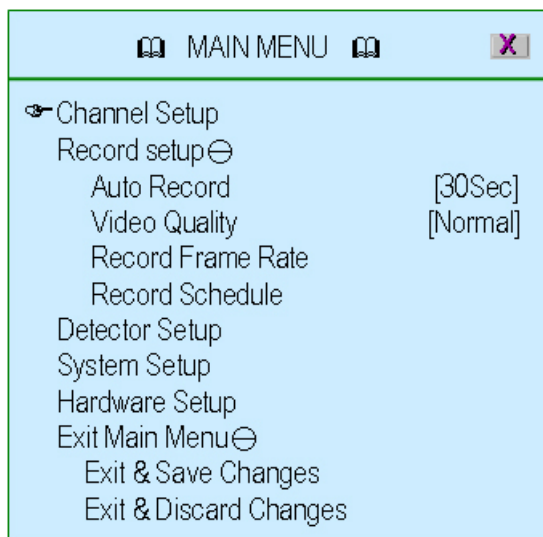 MAIN MENU X
Channel Setup
Record setup
Auto Record [30Sec]
Video Quality [Normal]
Record Frame Rate
Record Schedule
Detector Setup
System Setup
Hardware Setup
Exit Main Menu
Exit & Save Changes
Exit & Discard Changes